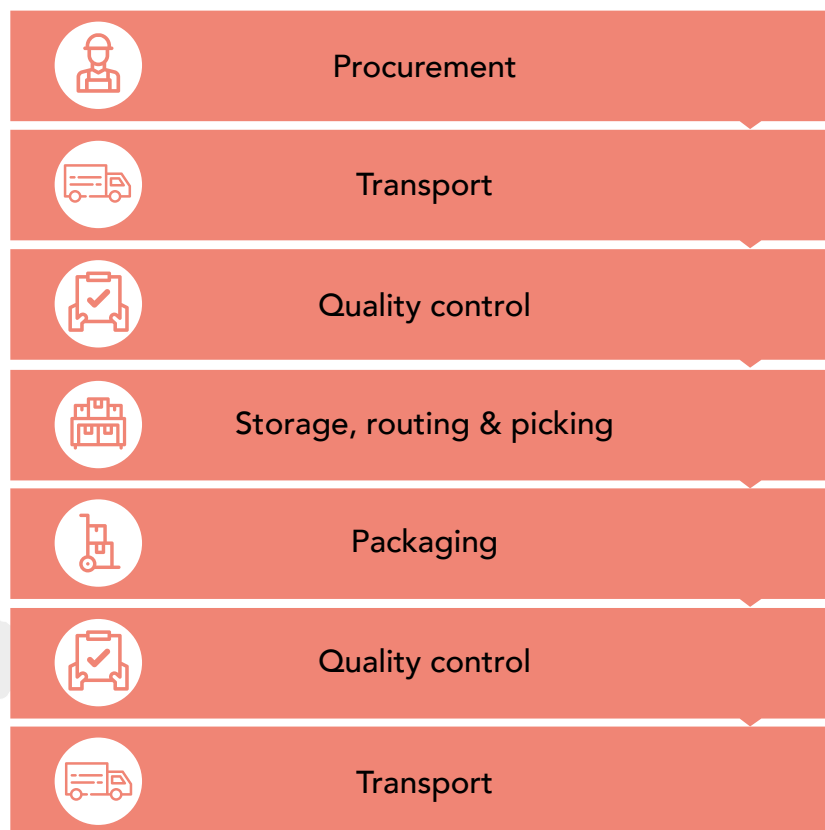 Procurement
Transport
Quality control
Storage, routing & picking
Packaging
Quality control
Transport